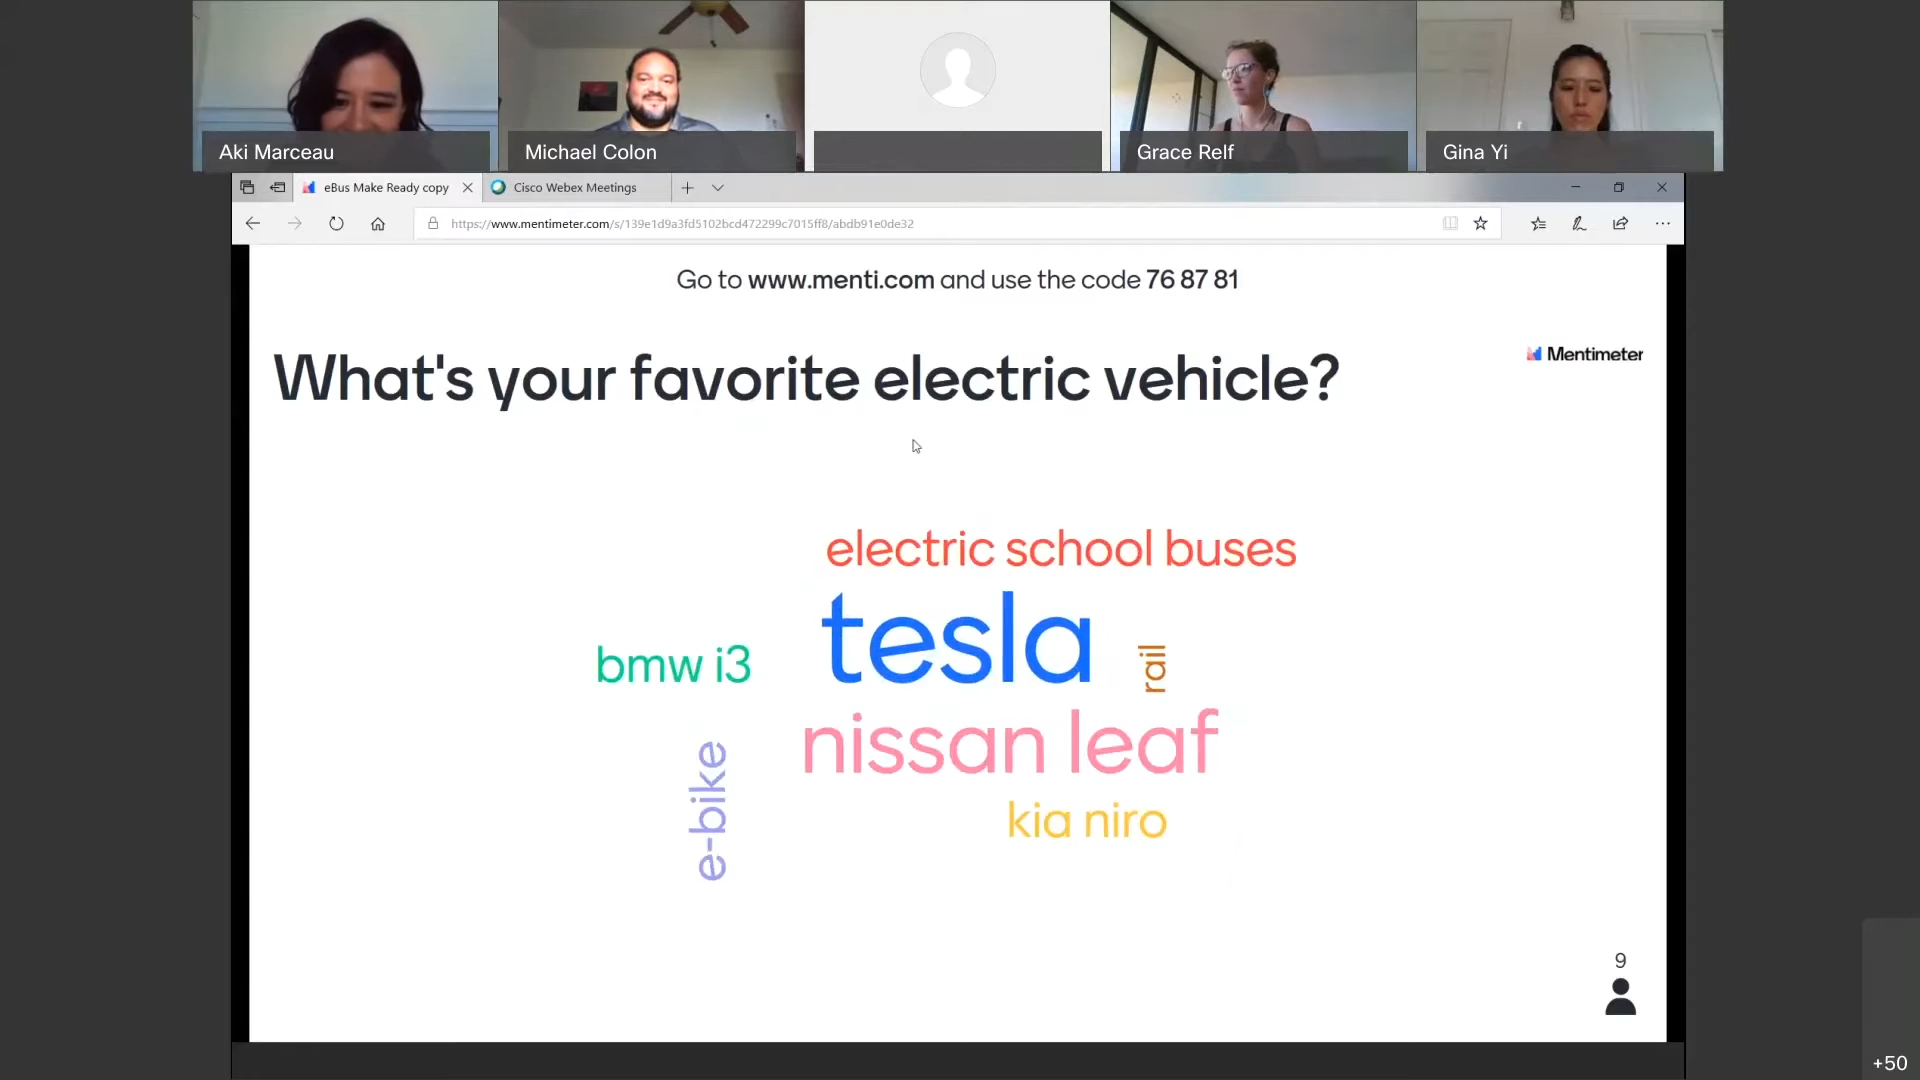 Aki Marceau
Michael Colon
Grace Relf
Gina Yi
eBus Make Ready copy
Cisco Webex Meetings
https://www.mentimeter.com/s/139e1d9a3fd5102bcd472299c7015ff8/abdb91e0de32
Go to www.menti.com and use the code 76 87 81
What's your favorite electric vehicle?
Mentimeter
electric school buses
tesla
bmw i3
rail
nissan leaf
e-bike
kia niro
9
+50